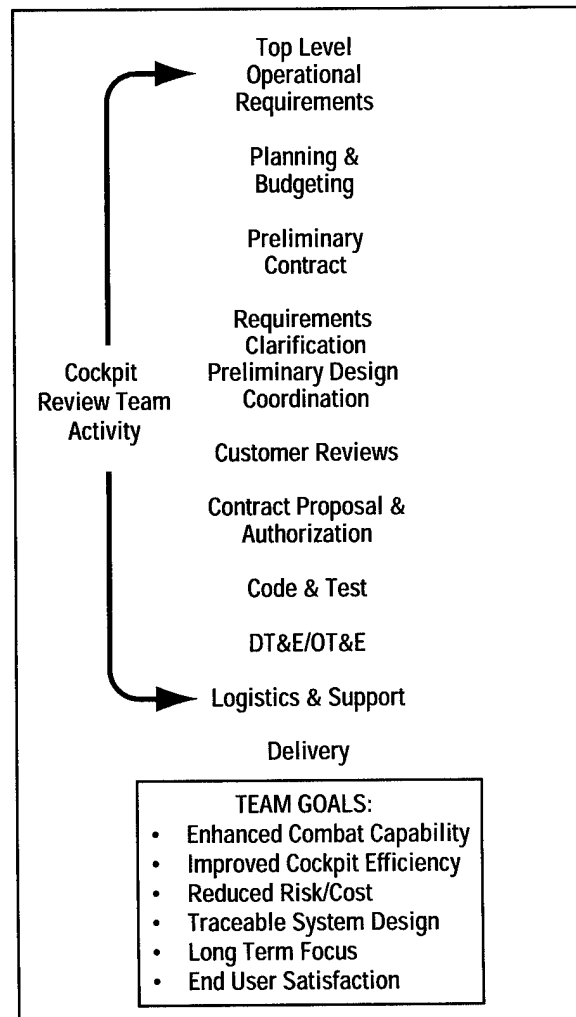 Top Level
Operational
Requirements
Planning &
Budgeting
Preliminary
Contract
Requirements
Clarification
Preliminary Design
Coordination
Cockpit
Review Team
Activity
Customer Reviews
Contract Proposal &
Authorization
Code & Test
DT&E/OT&E
Logistics & Support
Delivery
TEAM GOALS:
• Enhanced Combat Capability
• Improved Cockpit Efficiency
• Reduced Risk/Cost
• Traceable System Design
• Long Term Focus
• End User Satisfaction